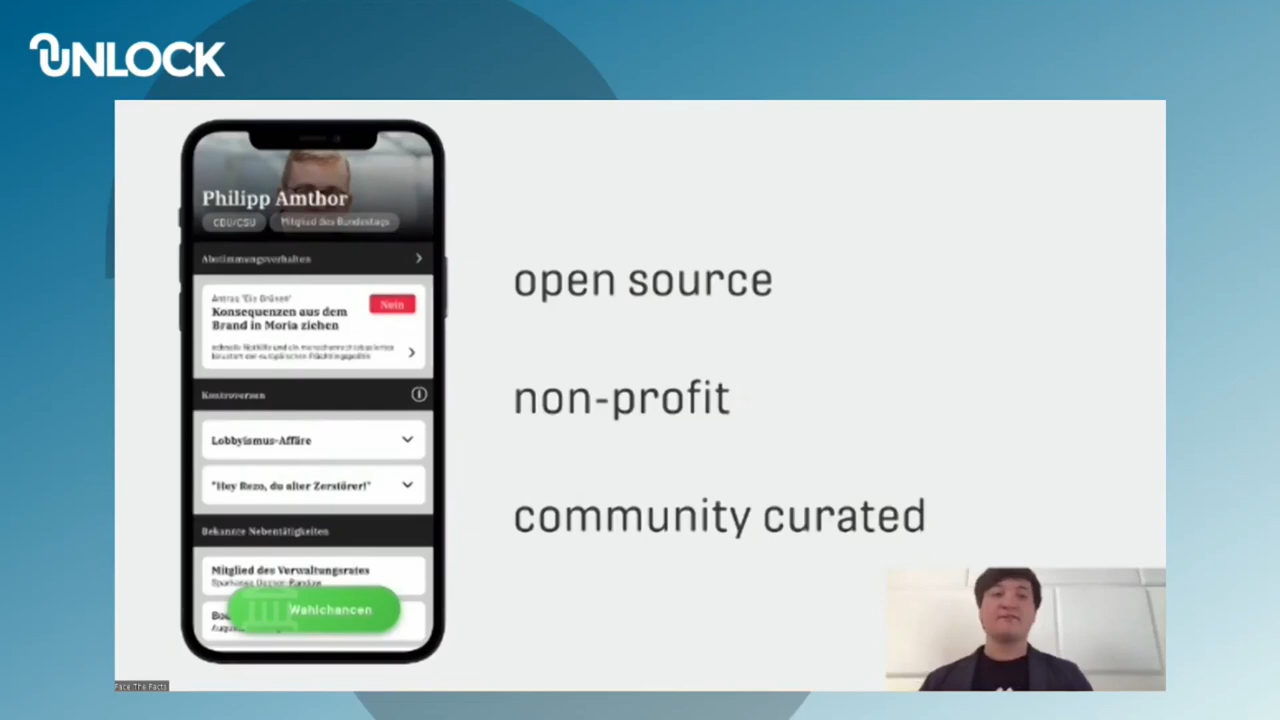 UNLOCK
Philipp Amthor
CDU/CSU
Mitglied des Bundestags
Abstimmungsverhalten
Antrag "Die Grünen"
Nein
Konsequenzen aus dem
Brand in Moria ziehen
Kontroversen
Lobbyismus-Affäre
"Hey Rezo, du alter Zerstörer!"
Bekannte Nebentätigkeiten
Mitglied des Verwaltungsrates
Wahlchancen
open source
non-profit
community curated
Face The Facts